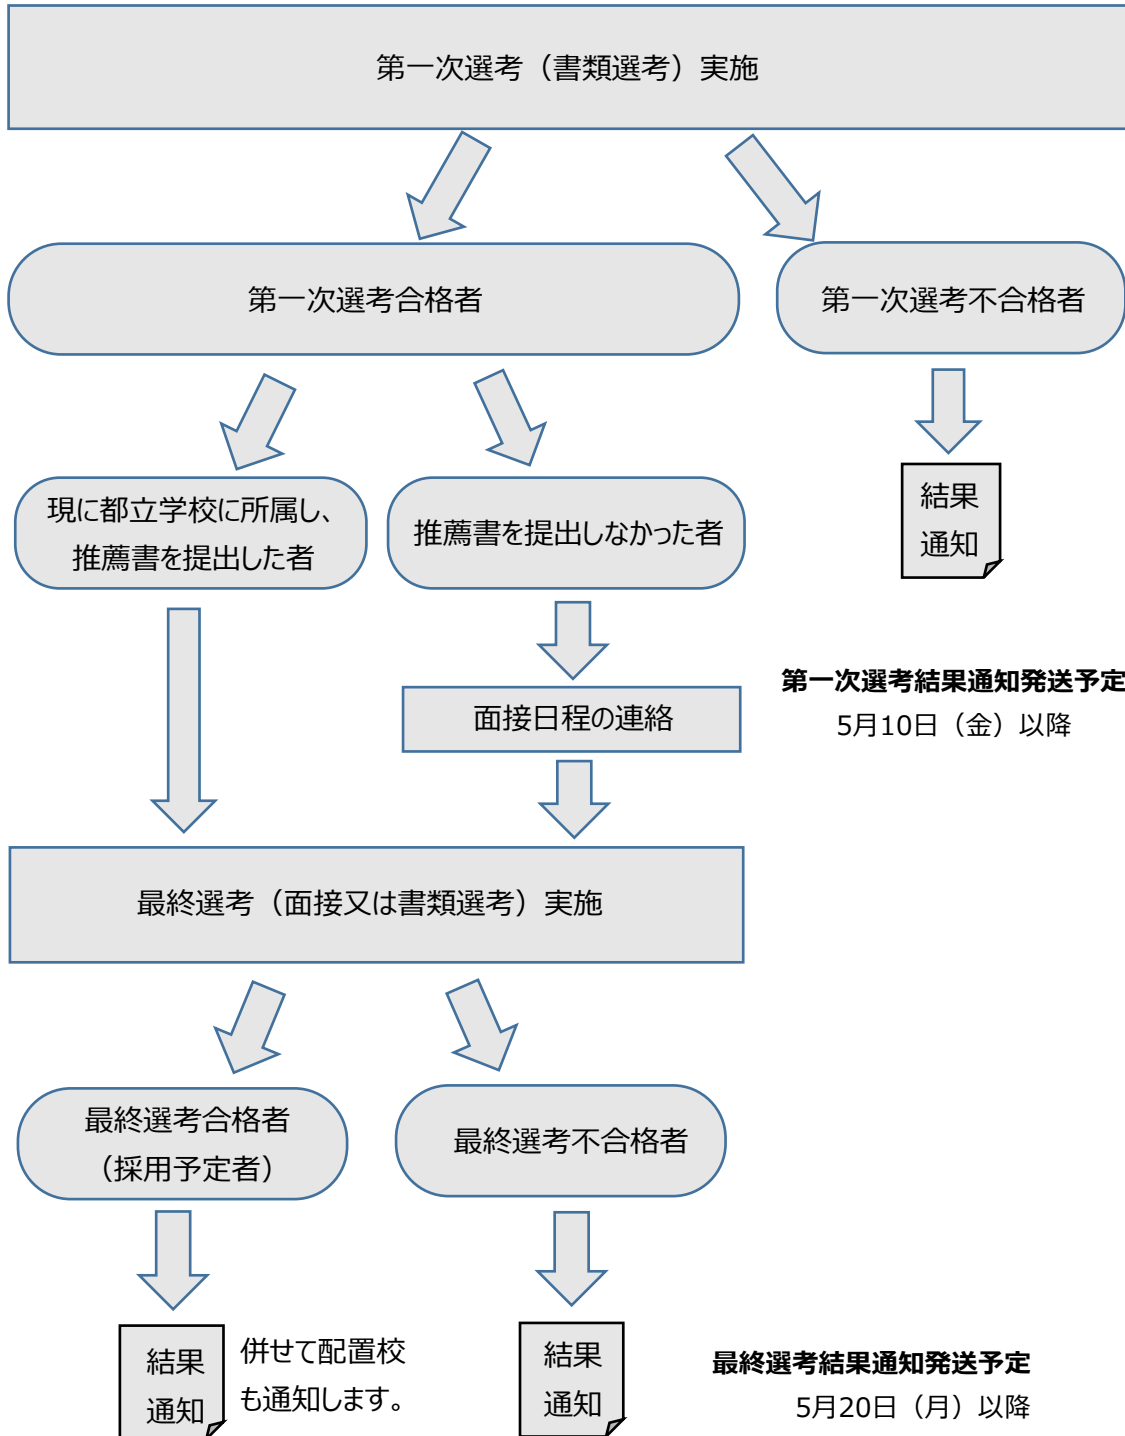 第一次選考（書類選考）実施
第一次選考合格者
第一次選考不合格者
現に都立学校に所属し、
推薦書を提出した者
推薦書を提出しなかった者
結果
通知
面接日程の連絡
第一次選考結果通知発送予定
5月10日（金）以降
最終選考（面接又は書類選考）実施
最終選考合格者
（採用予定者）
最終選考不合格者
結果
通知
併せて配置校
も通知します。
結果
通知
最終選考結果通知発送予定
5月20日（月）以降